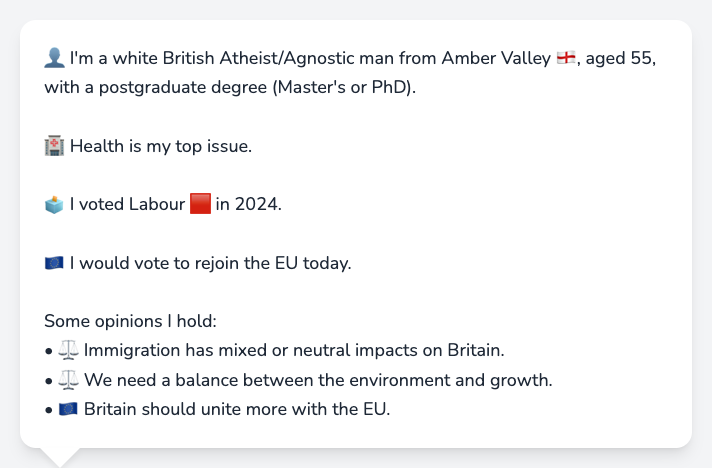 👤 I'm a white British Atheist/Agnostic man from Amber Valley 🏴󠁧󠁢󠁥󠁮󠁧󠁿, aged 55,
with a postgraduate degree (Master's or PhD).
🏥 Health is my top issue.
🗳️ I voted Labour 🟥 in 2024.
🇪🇺 I would vote to rejoin the EU today.
Some opinions I hold:
• ⚖️ Immigration has mixed or neutral impacts on Britain.
• ⚖️ We need a balance between the environment and growth.
• 🇪🇺 Britain should unite more with the EU.